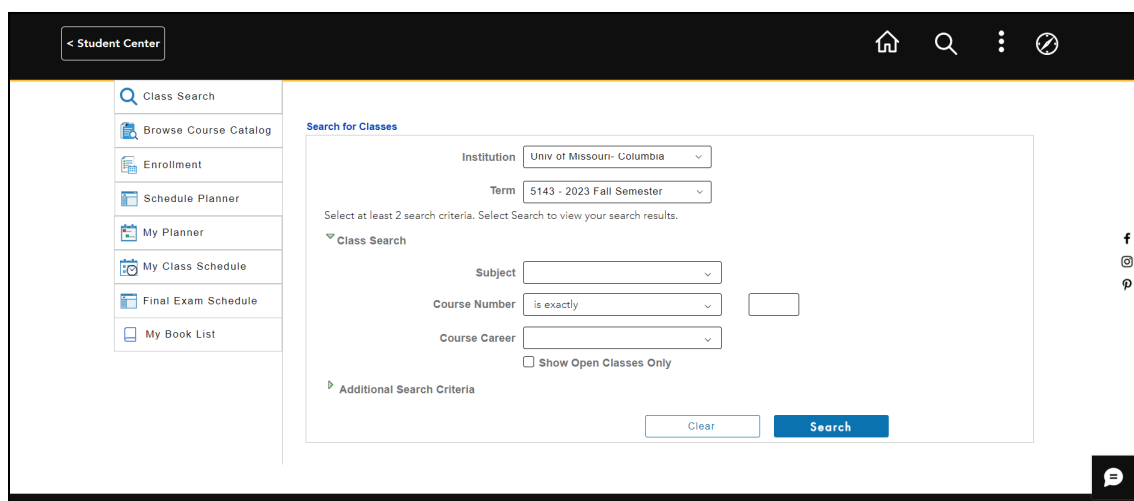 < Student Center
Class Search
Browse Course Catalog
Enrollment
Schedule Planner
My Planner
My Class Schedule
Final Exam Schedule
My Book List
Search for Classes
Institution Univ of Missouri- Columbia
Term 5143 - 2023 Fall Semester
Select at least 2 search criteria. Select Search to view your search results.
Class Search
Subject
Course Number is exactly
Course Career
Show Open Classes Only
Additional Search Criteria
Clear Search